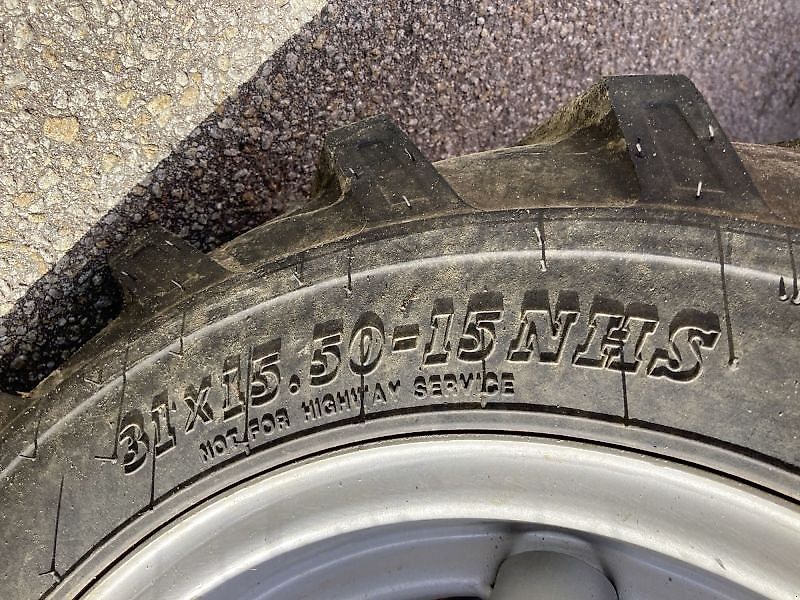 31x15.50-15NHS
NOT FOR HIGHWAY SERVICE